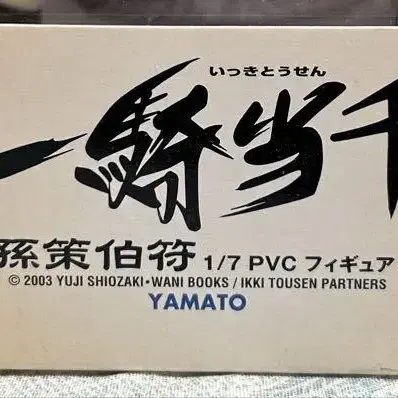 いっきとうせん
一騎当千
孫策伯符 1/7 PVC フィギュア
© 2003 YUJI SHIOZAKI・WANI BOOKS / IKKI TOUSEN PARTNERS
YAMATO